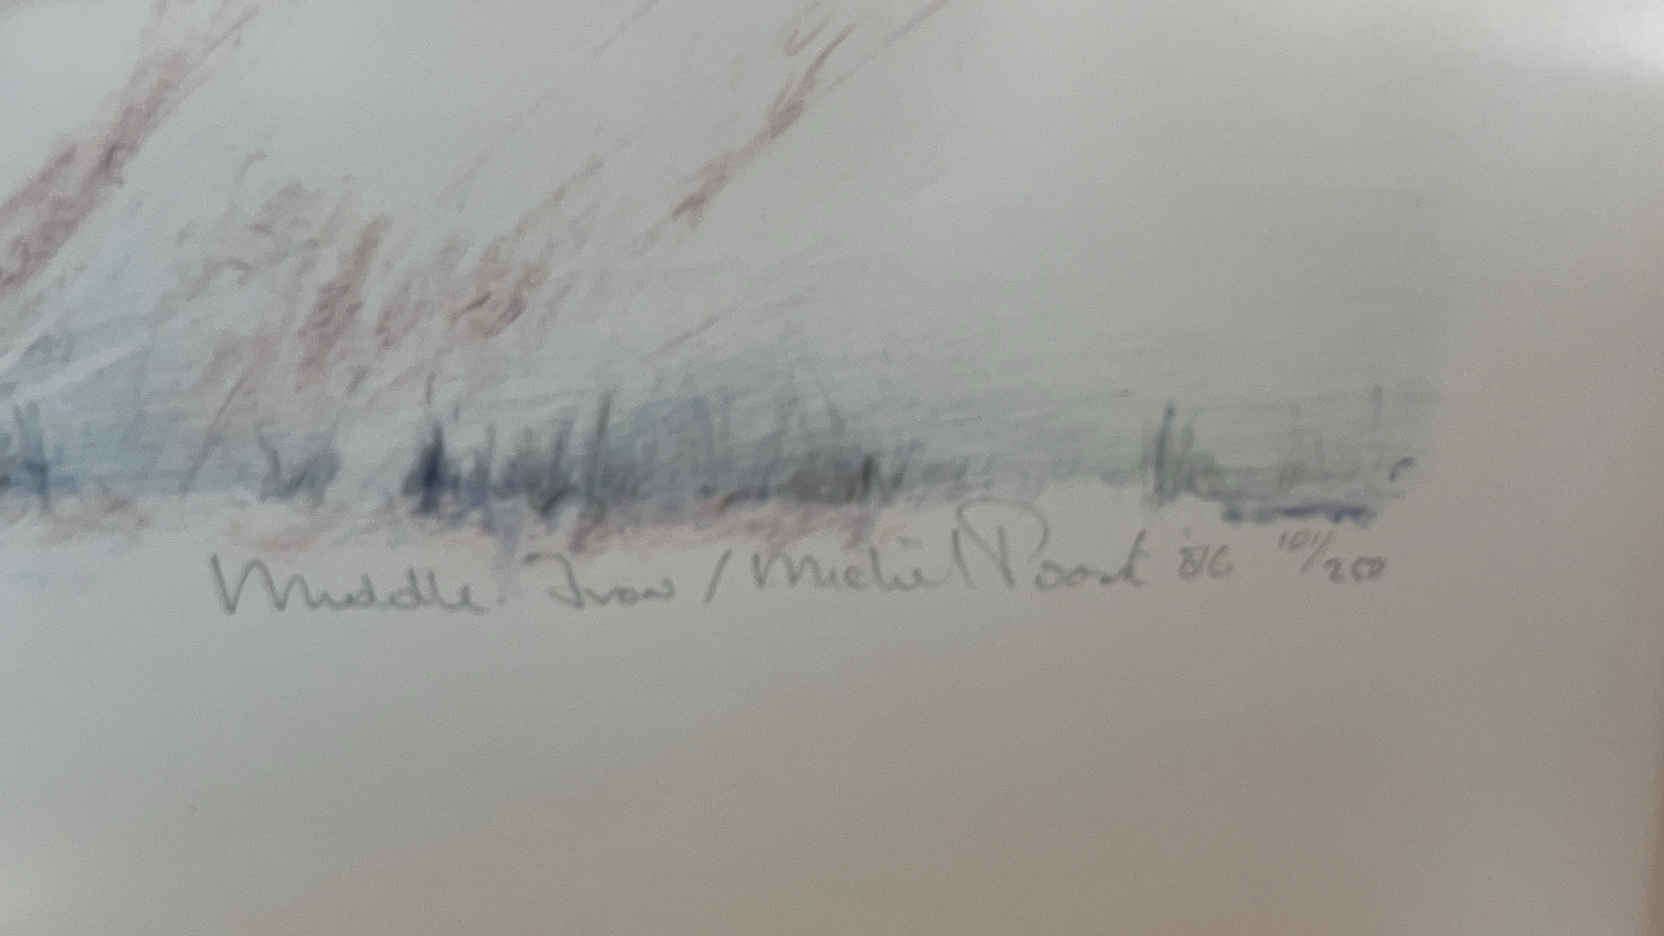 Middle Iron / Michiel Poort '86 101/250